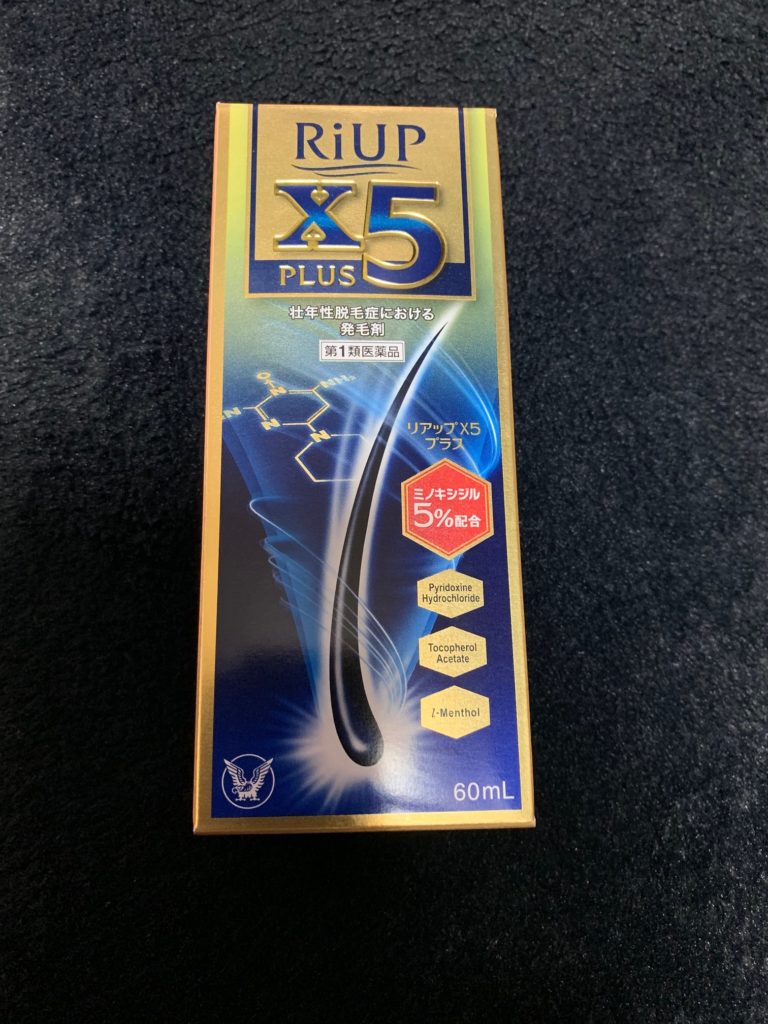 RiUP
X5
PLUS
壮年性脱毛症における
発毛剤
第1類医薬品
O
N
NH₂
N
N
N
リアップX5
プラス
ミノキシジル
5%配合
Pyridoxine
Hydrochloride
Tocopherol
Acetate
l-Menthol
60mL